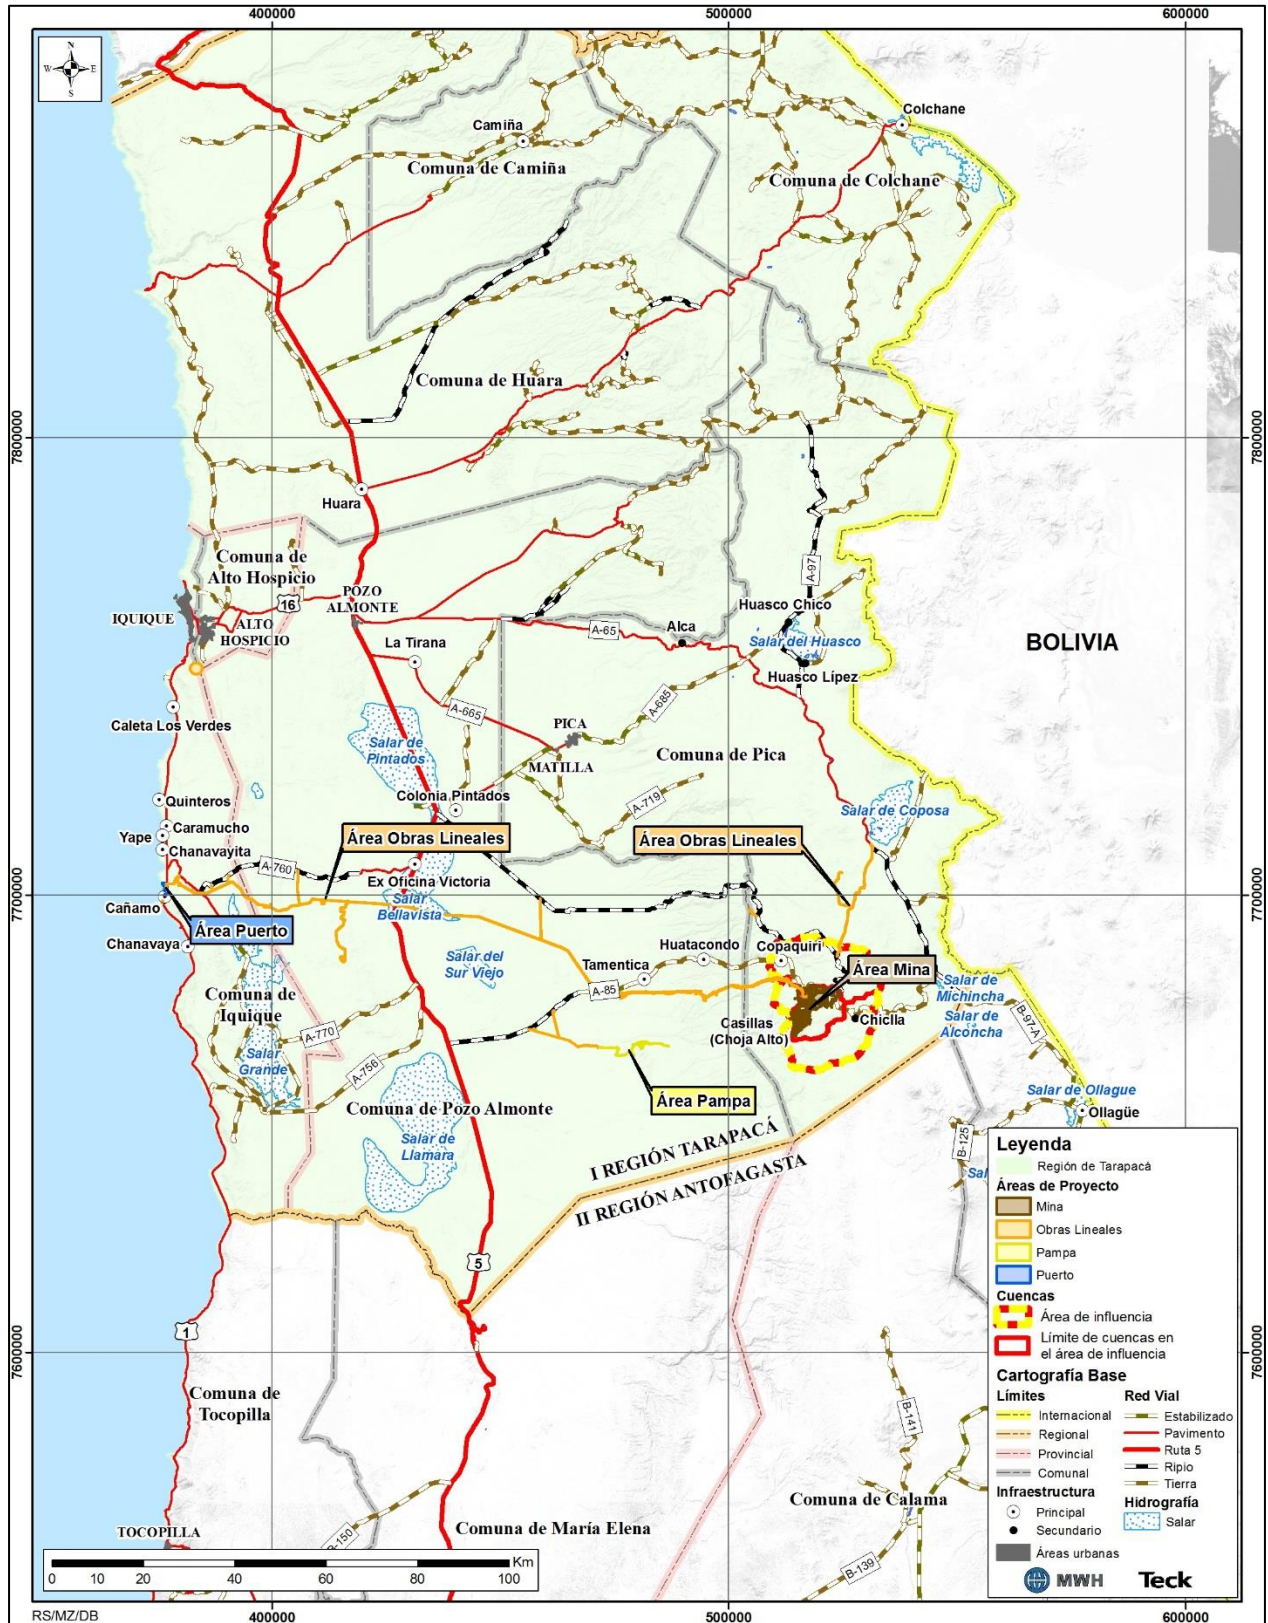 400000
500000
600000
N
W
E
S
Colchane
Camiña
Comuna de Camiña
Comuna de Colchane
Comuna de Huara
7800000
7800000
Huara
Comuna de
Alto Hospicio
16
POZO
ALMONTE
IQUIQUE
ALTO
HOSPICIO
A-97
Huasco Chico
Alca
A-65
Salar del Huasco
La Tirana
Huasco Lípez
BOLIVIA
A-685
A-665
Caleta Los Verdes
PICA
Salar de
Pintados
MATILLA
Comuna de Pica
Colonia Pintados
A-719
Salar de Coposa
Quinteros
Caramucho
Yape
Chanavayita
Área Obras Lineales
Área Obras Lineales
A-760
Ex Oficina Victoria
7700000
7700000
Cañamo
Salar
Bellavista
Área Puerto
Chanavaya
Salar del
Sur Viejo
Huatacondo
Copaquiri
Tamentica
Área Mina
A-85
Salar de
Michincha
Comuna de
Iquique
Casillas
(Choja Alto)
Chiclla
Salar de
Alconcha
B-97-A
A-770
Salar
Grande
A-756
Área Pampa
Salar de Ollague
Ollagüe
Comuna de Pozo Almonte
Salar de
Llamara
I REGIÓN TARAPACÁ
II REGIÓN ANTOFAGASTA
B-125
Sal
5
1
7600000
7600000
Comuna de
Tocopilla
B-141
Comuna de Calama
TOCOPILLA
B-150
Comuna de María Elena
B-139
Leyenda
Región de Tarapacá
Áreas de Proyecto
Mina
Obras Lineales
Pampa
Puerto
Cuencas
Área de influencia
Límite de cuencas en
el área de influencia
Cartografía Base
Límites
Internacional
Regional
Provincial
Comunal
Infraestructura
Principal
Secundario
Áreas urbanas
Red Vial
Estabilizado
Pavimento
Ruta 5
Ripio
Tierra
Hidrografía
Salar
MWH
Teck
Km
0 10 20 40 60 80 100
RS/MZ/DB
400000
500000
600000